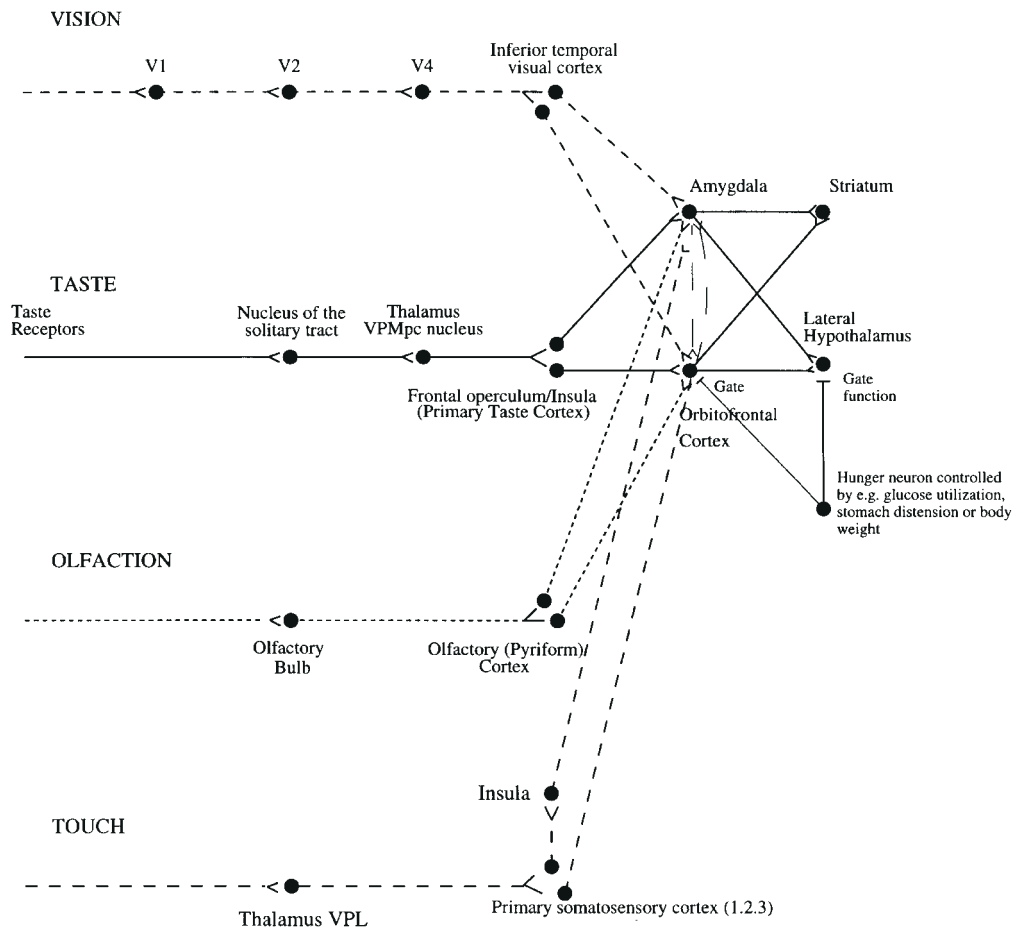 VISION
V1
V2
V4
Inferior temporal
visual cortex
Amygdala
Striatum
TASTE
Taste
Receptors
Nucleus of the
solitary tract
Thalamus
VPMpc nucleus
Lateral
Hypothalamus
Frontal operculum/Insula
(Primary Taste Cortex)
Gate
Orbitofrontal
Cortex
Gate
function
Hunger neuron controlled
by e.g. glucose utilization,
stomach distension or body
weight
OLFACTION
Olfactory
Bulb
Olfactory (Pyriform)
Cortex
Insula
TOUCH
Thalamus VPL
Primary somatosensory cortex (1.2.3)